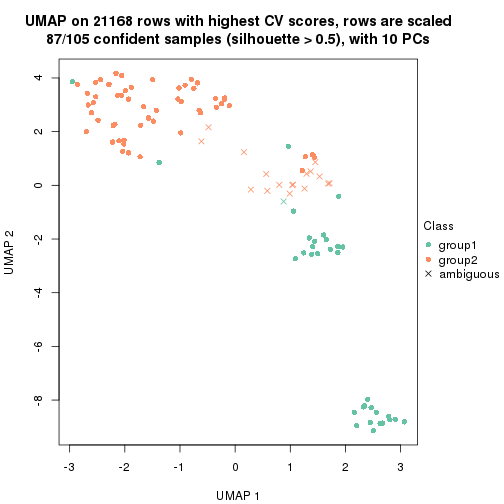 UMAP on 21168 rows with highest CV scores, rows are scaled
87/105 confident samples (silhouette > 0.5), with 10 PCs
4
2
0
-2
-4
-6
-8
UMAP 2
-3
-2
-1
0
1
2
3
UMAP 1
Class
group1
group2
ambiguous